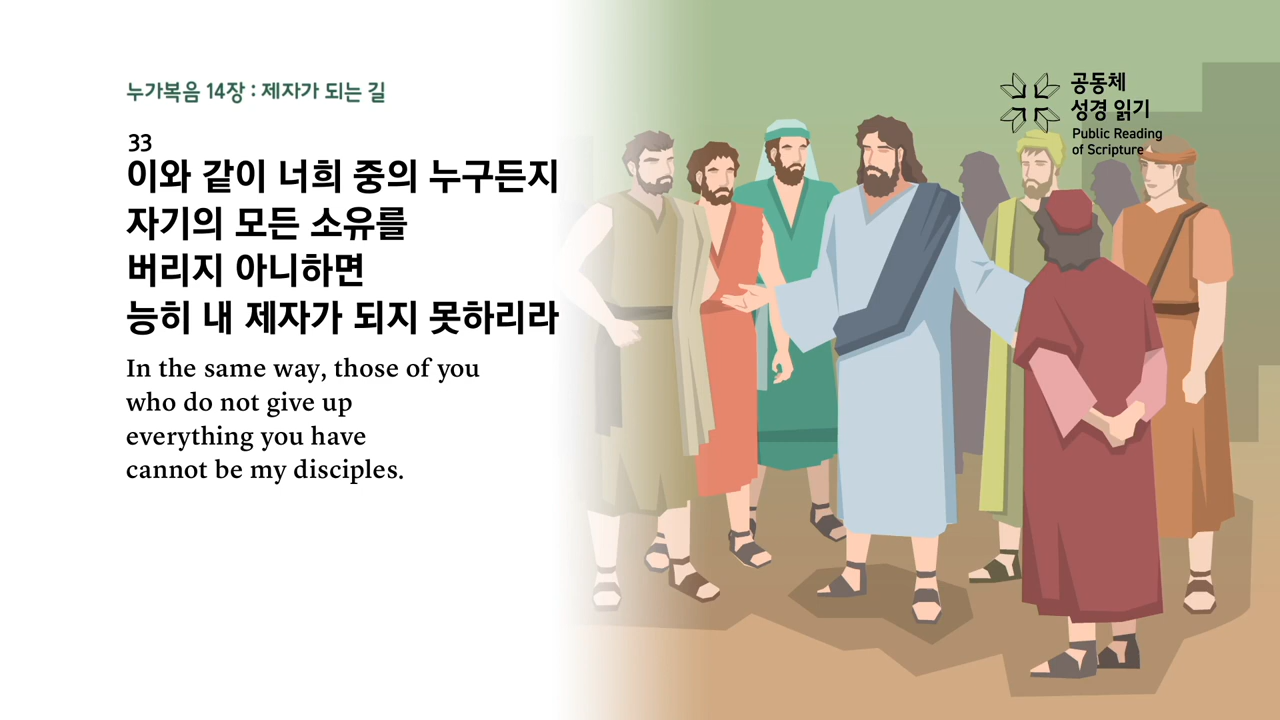 누가복음 14장 : 제자가 되는 길
33
이와 같이 너희 중의 누구든지
자기의 모든 소유를
버리지 아니하면
능히 내 제자가 되지 못하리라
In the same way, those of you
who do not give up
everything you have
cannot be my disciples.
공동체
성경 읽기
Public Reading
of Scripture